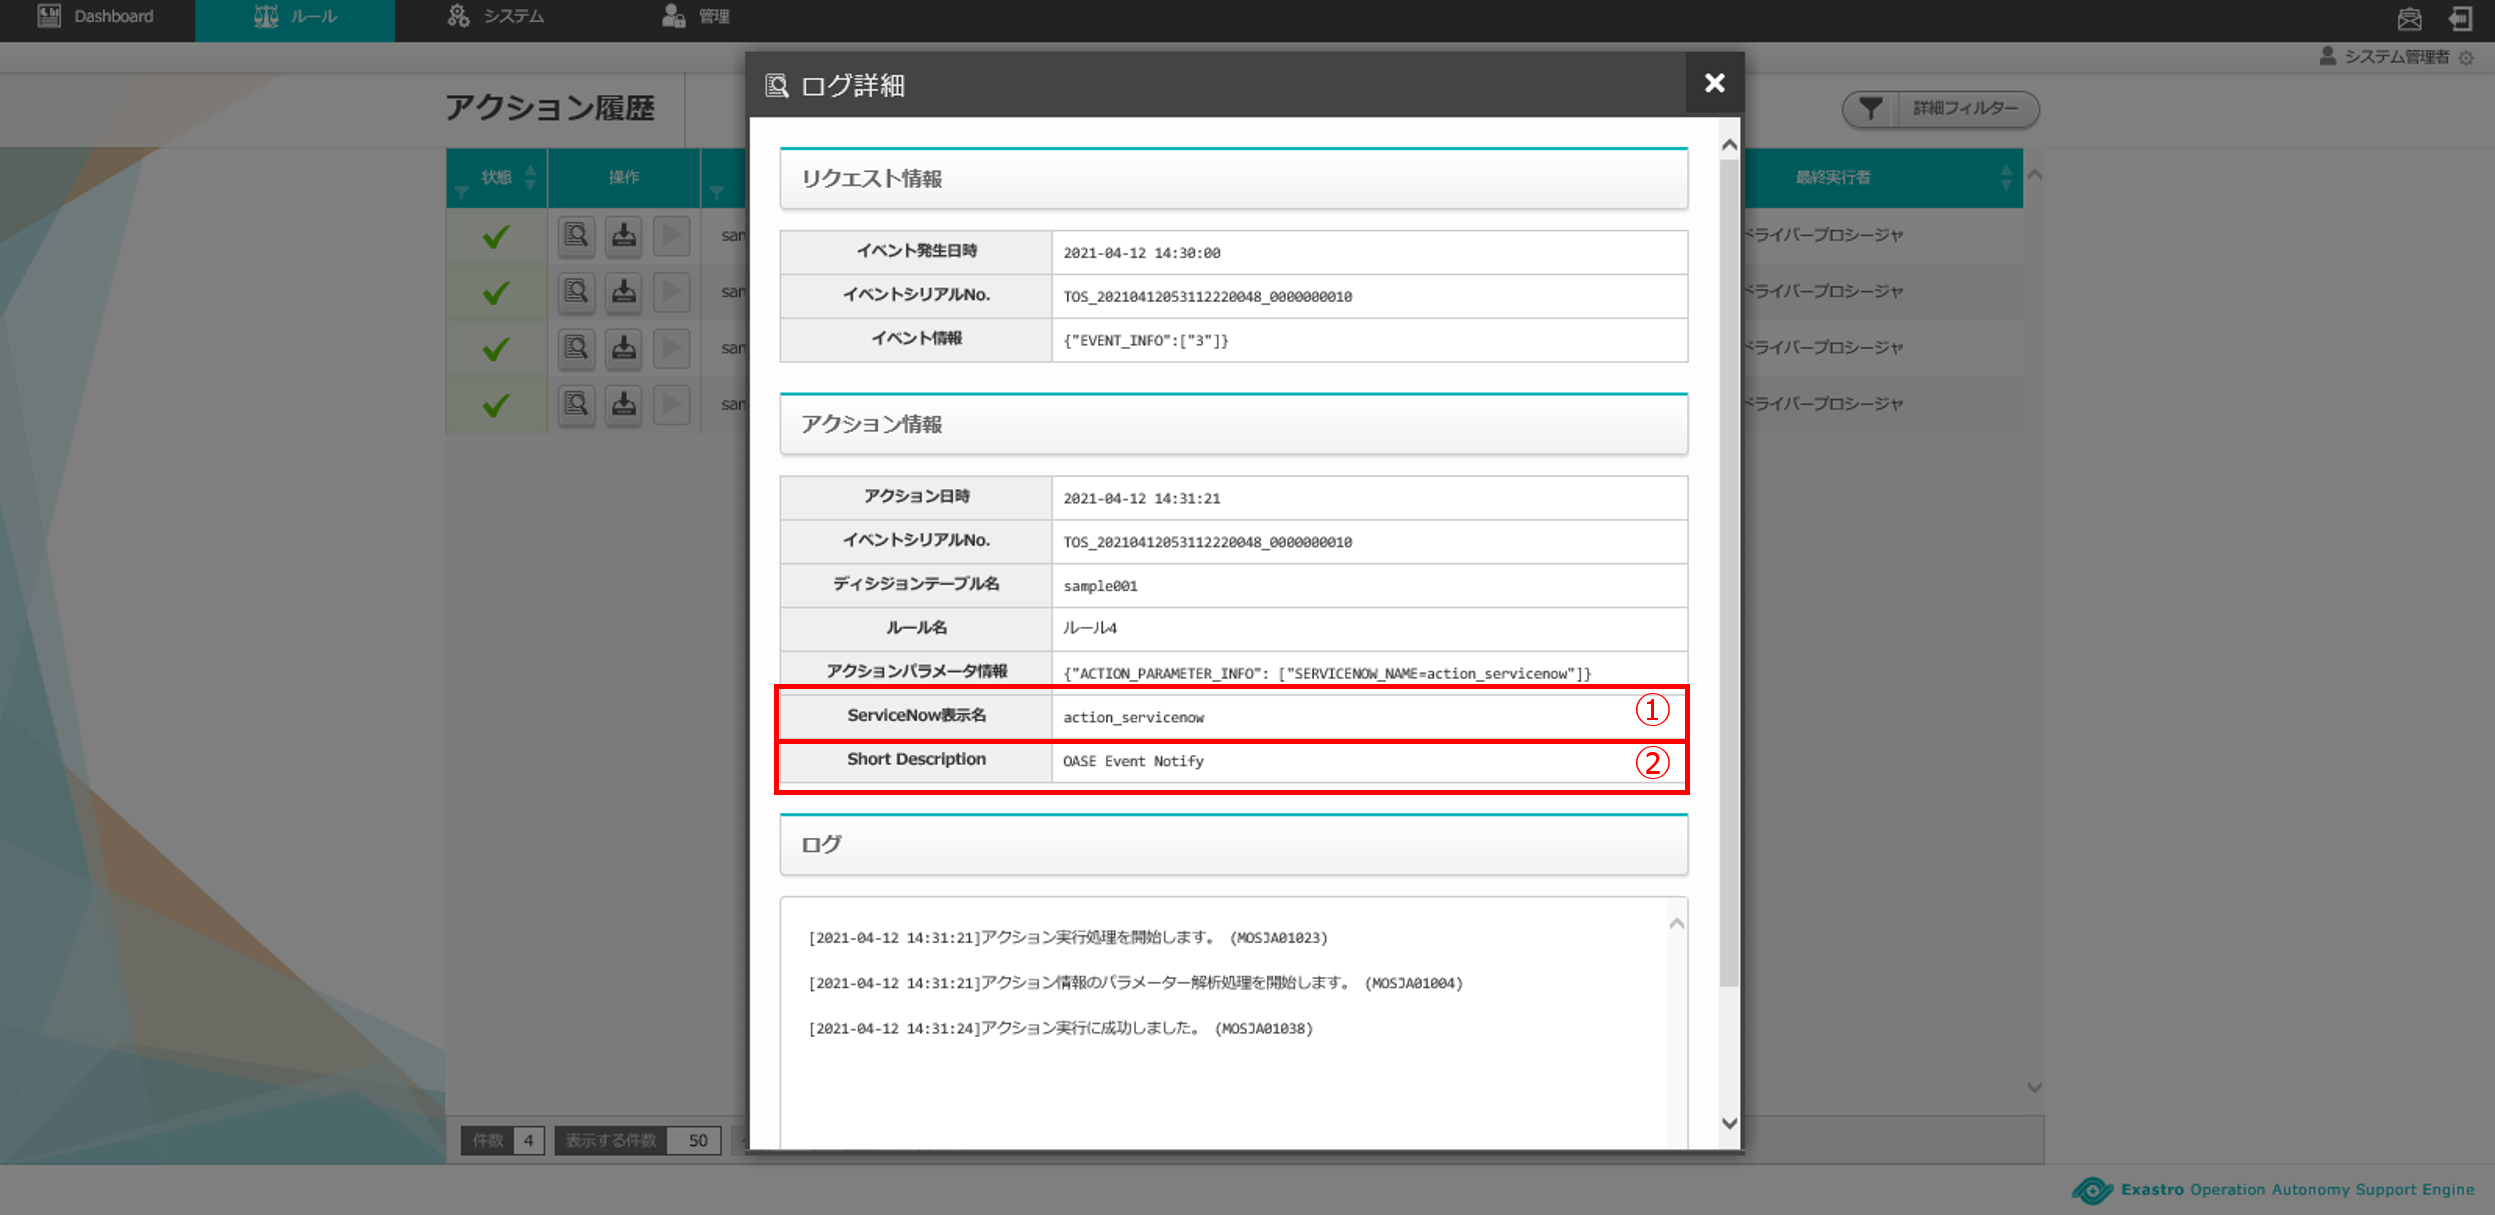 Dashboard
ルール
システム
管理
システム管理者
アクション履歴
詳細フィルター
状態
操作
最終実行者
ドライバープロシージャ
ドライバープロシージャ
ドライバープロシージャ
ドライバープロシージャ
ログ詳細
リクエスト情報
イベント発生日時 2021-04-12 14:30:00
イベントシリアルNo. TOS_20210412053112220048_0000000010
イベント情報 {"EVENT_INFO":["3"]}
アクション情報
アクション日時 2021-04-12 14:31:21
イベントシリアルNo. TOS_20210412053112220048_0000000010
ディシジョンテーブル名 sample001
ルール名 ルール4
アクションパラメータ情報 {"ACTION_PARAMETER_INFO": ["SERVICENOW_NAME=action_servicenow"]}
ServiceNow表示名 action_servicenow ①
Short Description OASE Event Notify ②
ログ
[2021-04-12 14:31:21]アクション実行処理を開始します。 (MOSJA01023)
[2021-04-12 14:31:21]アクション情報のパラメーター解析処理を開始します。 (MOSJA01004)
[2021-04-12 14:31:24]アクション実行に成功しました。 (MOSJA01038)
件数 4 表示する件数 50
Exastro Operation Autonomy Support Engine